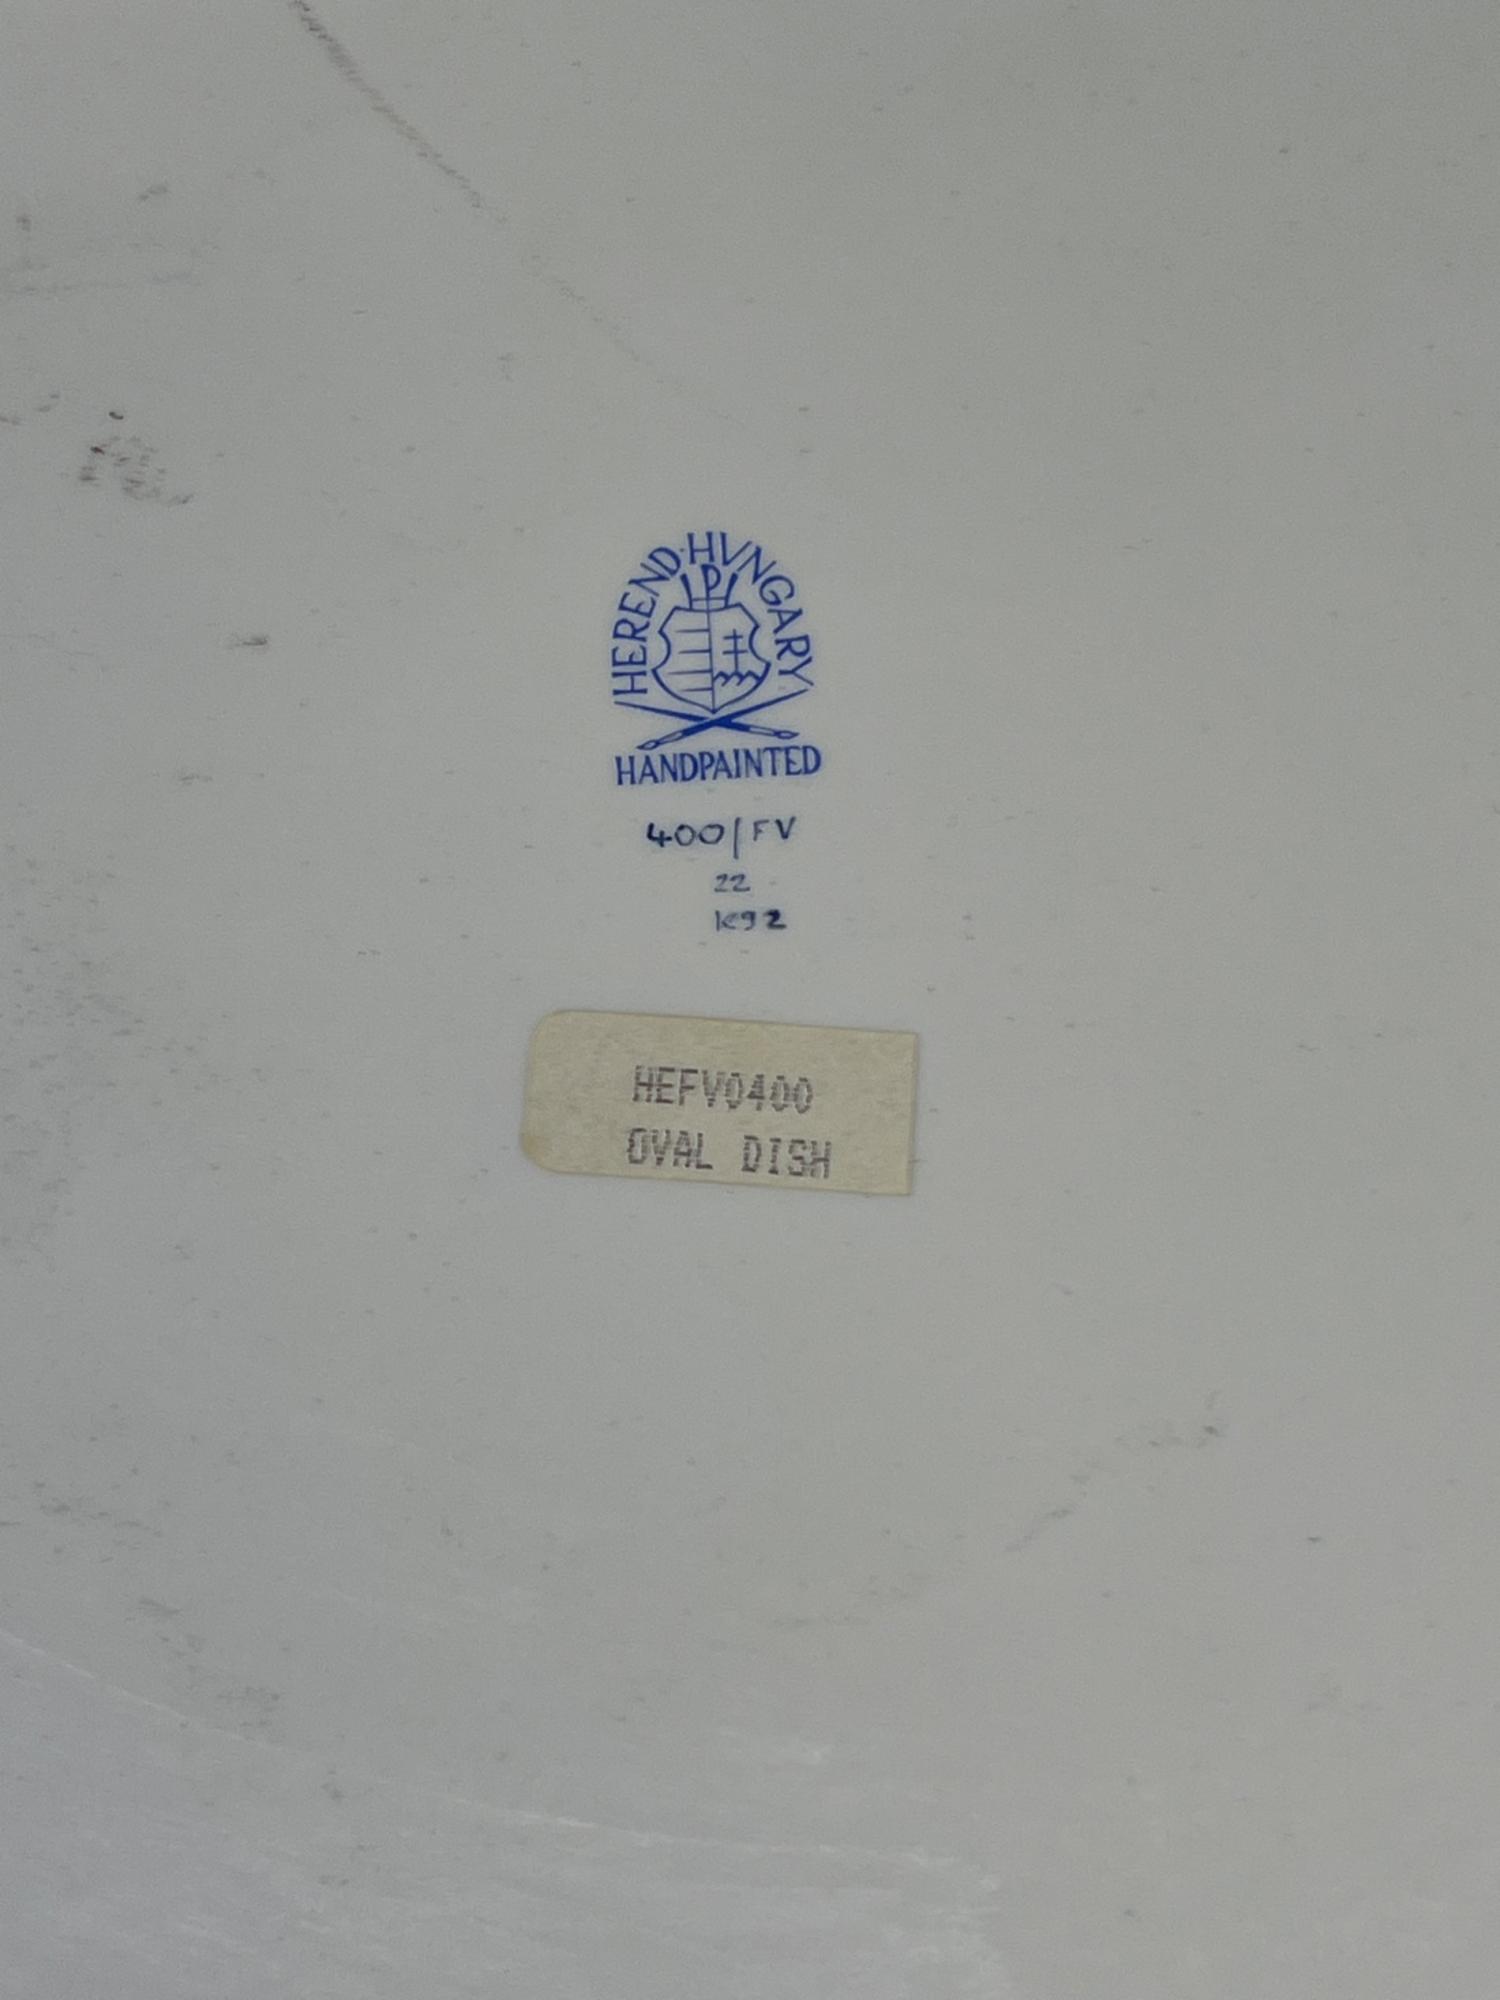 HEREND·HVNGARY
P
HANDPAINTED
400/FV
22
K92
HEFV0400
OVAL DISH